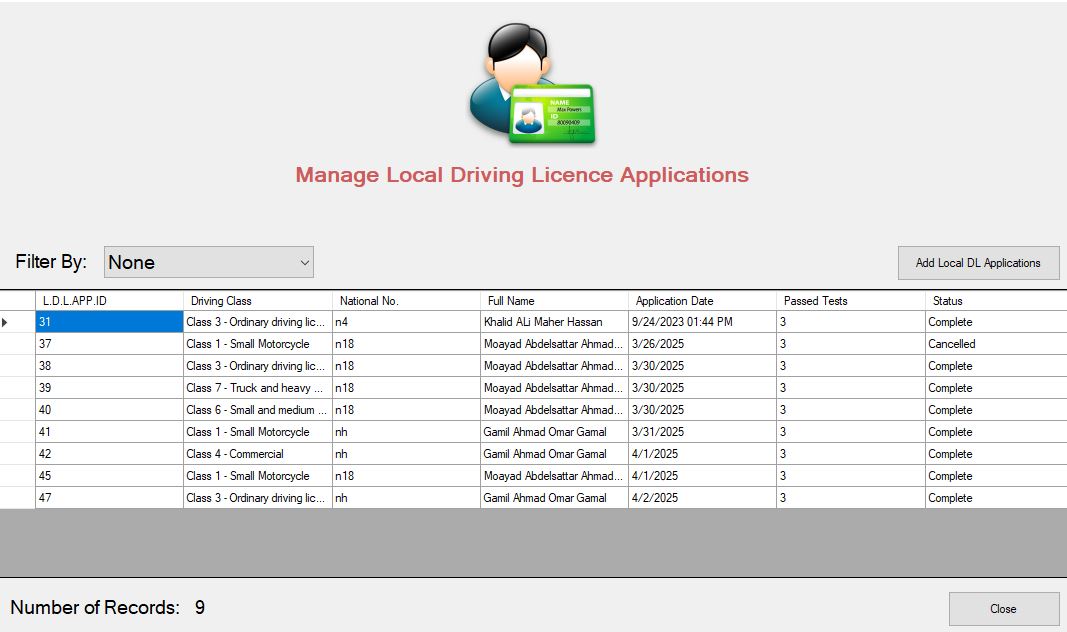 NAME
Max Powers
ID
80090409
Manage Local Driving Licence Applications
Filter By: None Add Local DL Applications
L.D.L.APP.ID Driving Class National No. Full Name Application Date Passed Tests Status
31 Class 3 - Ordinary driving lic... n4 Khalid ALi Maher Hassan 9/24/2023 01:44 PM 3 Complete
37 Class 1 - Small Motorcycle n18 Moayad Abdelsattar Ahmad... 3/26/2025 3 Cancelled
38 Class 3 - Ordinary driving lic... n18 Moayad Abdelsattar Ahmad... 3/30/2025 3 Complete
39 Class 7 - Truck and heavy ... n18 Moayad Abdelsattar Ahmad... 3/30/2025 3 Complete
40 Class 6 - Small and medium ... n18 Moayad Abdelsattar Ahmad... 3/30/2025 3 Complete
41 Class 1 - Small Motorcycle nh Gamil Ahmad Omar Gamal 3/31/2025 3 Complete
42 Class 4 - Commercial nh Gamil Ahmad Omar Gamal 4/1/2025 3 Complete
45 Class 1 - Small Motorcycle n18 Moayad Abdelsattar Ahmad... 4/1/2025 3 Complete
47 Class 3 - Ordinary driving lic... nh Gamil Ahmad Omar Gamal 4/2/2025 3 Complete
Number of Records: 9 Close